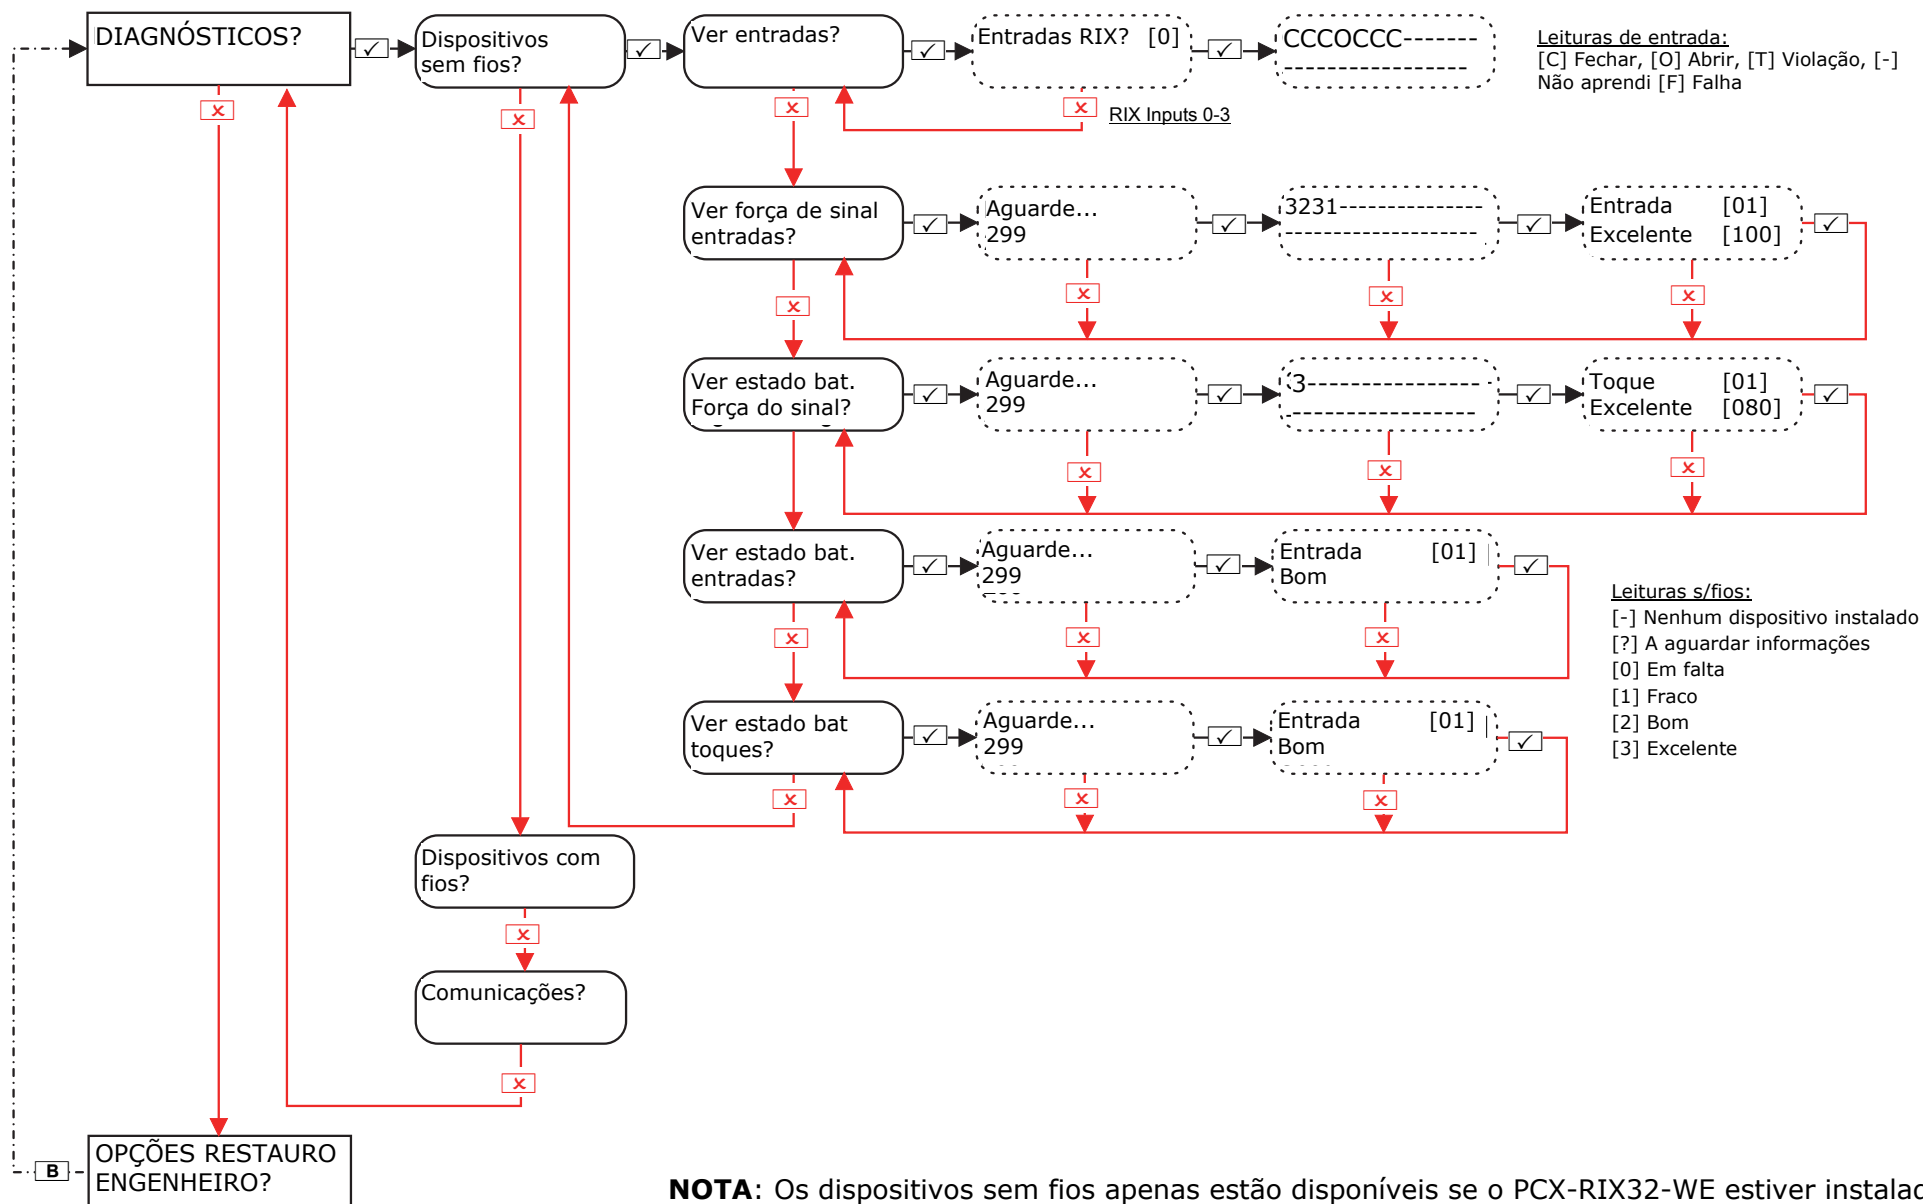 DIAGNÓSTICOS?
Dispositivos
sem fios?
Ver entradas?
Entradas RIX? [0]
CCCOCCC-------
-----------------
Leituras de entrada:
[C] Fechar, [O] Abrir, [T] Violação, [-]
Não aprendi [F] Falha
RIX Inputs 0-3
Ver força de sinal
entradas?
Aguarde...
299
3231--------------
------------------
Entrada [01]
Excelente [100]
Ver estado bat.
Força do sinal?
Aguarde...
299
3-----------------
------------------
Toque [01]
Excelente [080]
Ver estado bat.
entradas?
Aguarde...
299
Entrada [01]
Bom
Leituras s/fios:
[-] Nenhum dispositivo instalado
[?] A aguardar informações
[0] Em falta
[1] Fraco
[2] Bom
[3] Excelente
Ver estado bat
toques?
Aguarde...
299
Entrada [01]
Bom
Dispositivos com
fios?
Comunicações?
B
OPÇÕES RESTAURO
ENGENHEIRO?
NOTA: Os dispositivos sem fios apenas estão disponíveis se o PCX-RIX32-WE estiver instalad